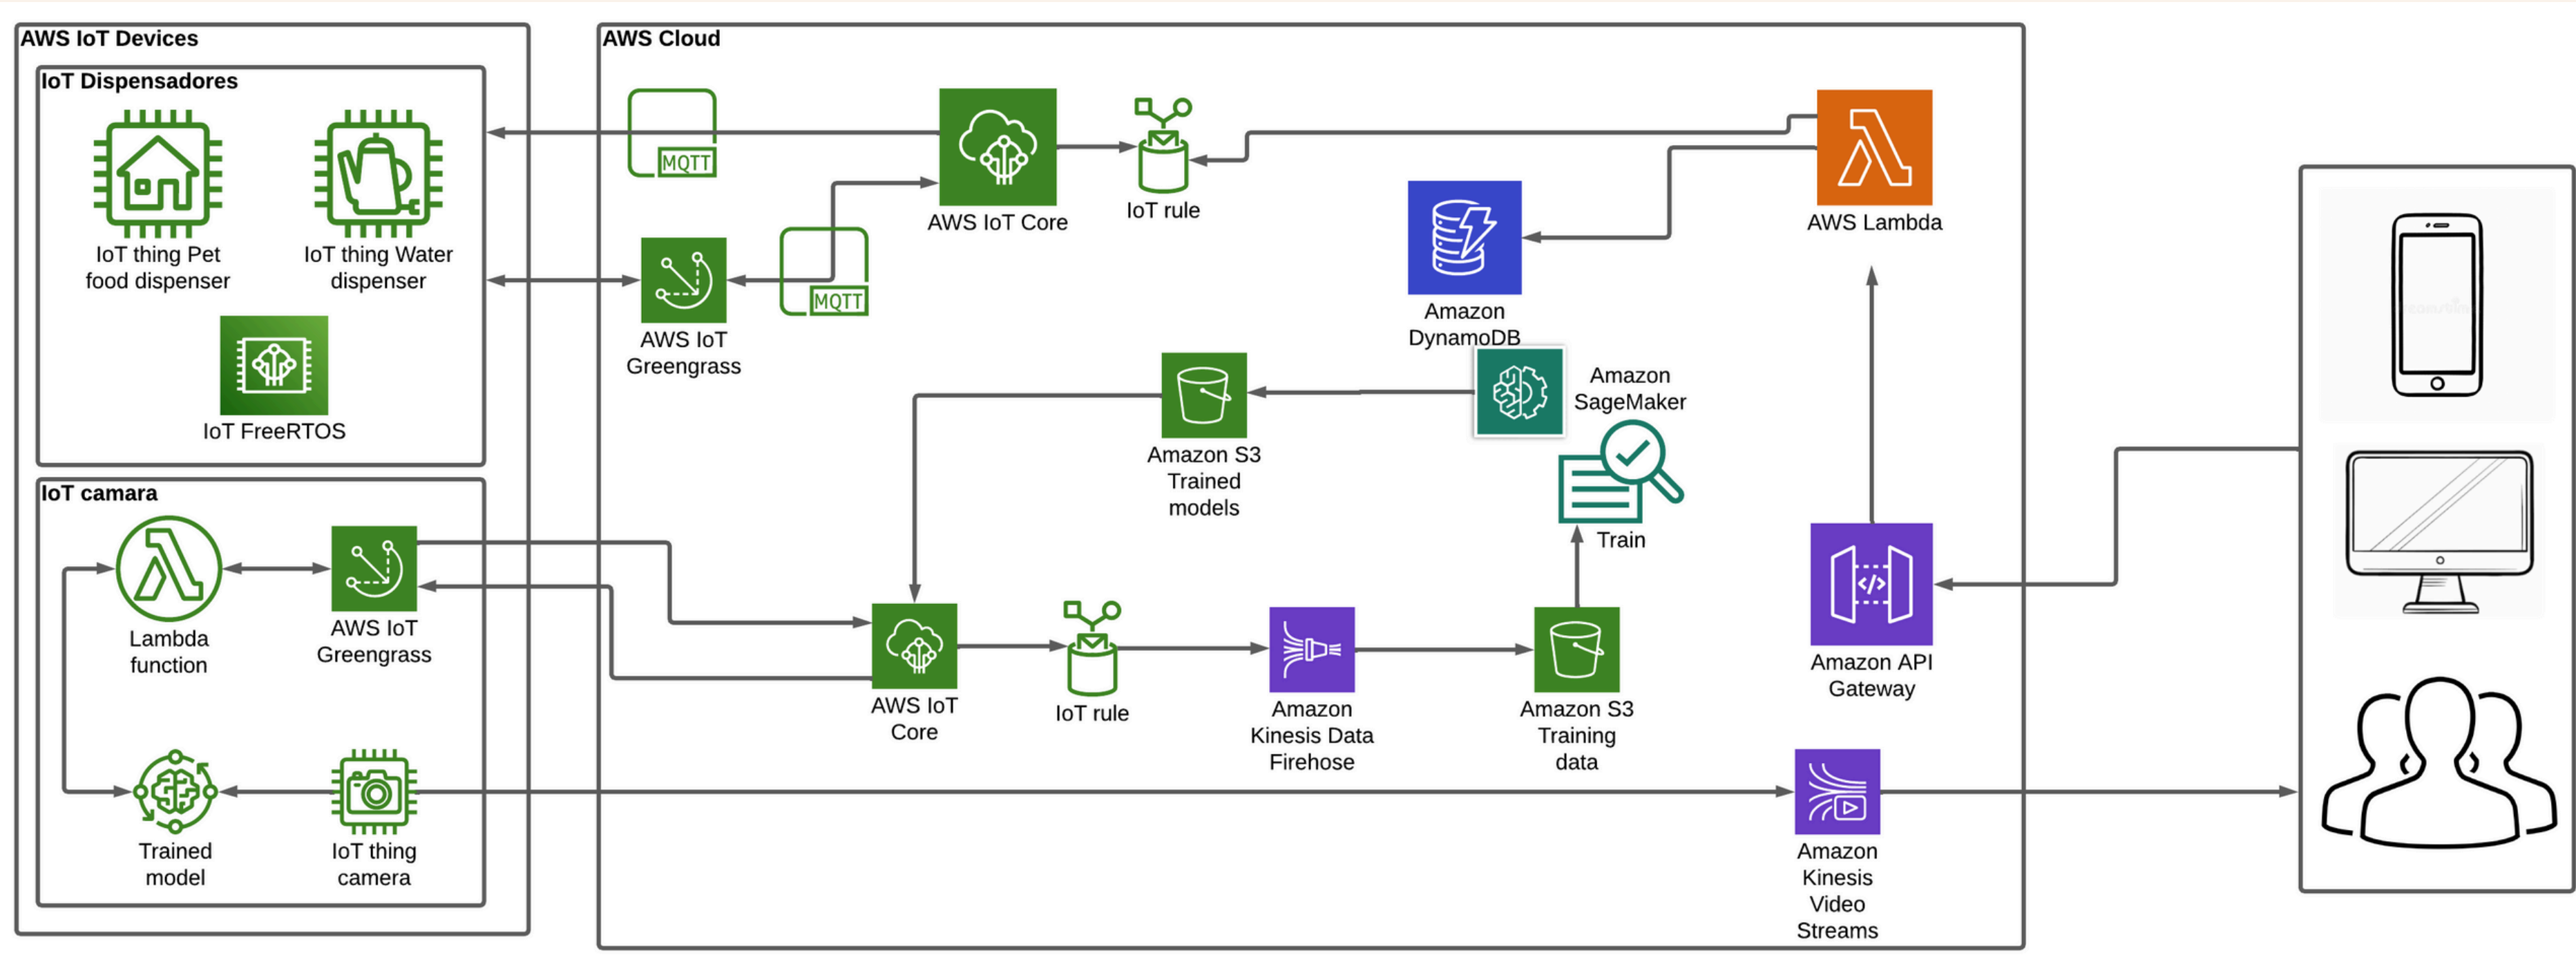 AWS IoT Devices
IoT Dispensadores
IoT thing Pet
food dispenser
IoT thing Water
dispenser
IoT FreeRTOS
IoT camara
Lambda
function
AWS IoT
Greengrass
Trained
model
IoT thing
camera
AWS Cloud
MQTT
AWS IoT Core
IoT rule
AWS Lambda
AWS IoT
Greengrass
MQTT
Amazon
DynamoDB
Amazon S3
Trained
models
Amazon
SageMaker
Train
AWS IoT
Core
IoT rule
Amazon
Kinesis Data
Firehose
Amazon S3
Training
data
Amazon API
Gateway
Amazon
Kinesis
Video
Streams